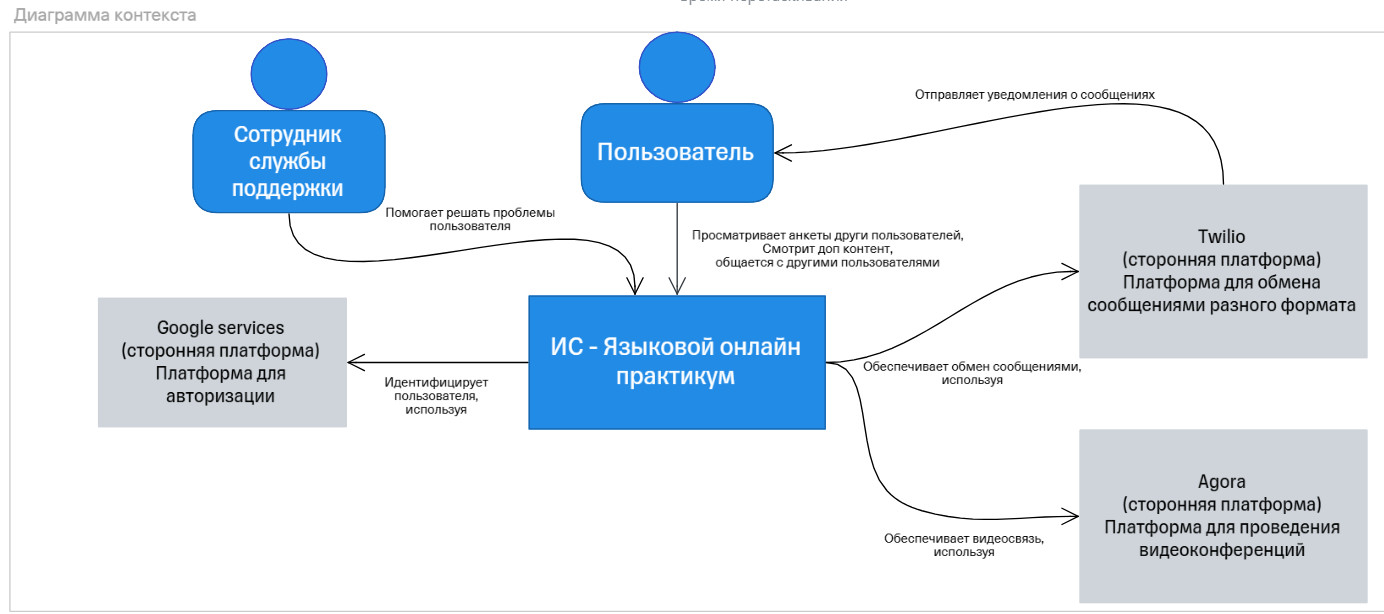 время перетаскивания
Диаграмма контекста
Отправляет уведомления о сообщениях
Сотрудник
службы
поддержки
Пользователь
Помогает решать проблемы
пользователя
Просматривает анкеты други пользователей,
Смотрит доп контент,
общается с другими пользователями
Twilio
(сторонняя платформа)
Платформа для обмена
сообщениями разного формата
Google services
(сторонняя платформа)
Платформа для
авторизации
ИС - Языковой онлайн
практикум
Идентифицирует
пользователя,
используя
Обеспечивает обмен сообщениями,
используя
Agora
(сторонняя платформа)
Платформа для проведения
видеоконференций
Обеспечивает видеосвязь,
используя